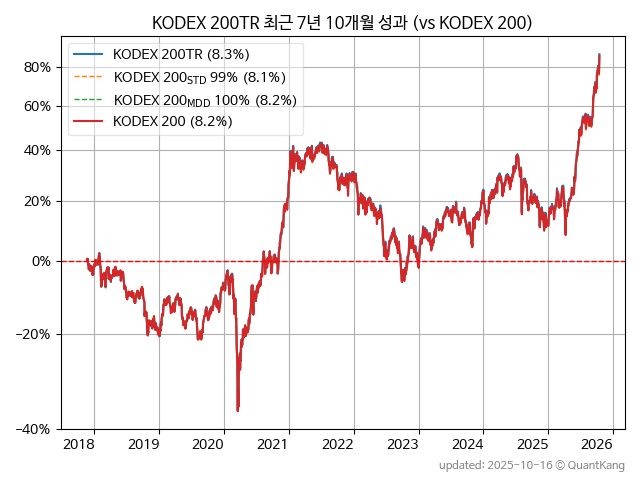 KODEX 200TR 최근 7년 10개월 성과 (vs KODEX 200)
KODEX 200TR (8.3%)
KODEX 200STD 99% (8.1%)
KODEX 200MDD 100% (8.2%)
KODEX 200 (8.2%)
80%
60%
40%
20%
0%
−20%
−40%
2018 2019 2020 2021 2022 2023 2024 2025 2026
updated: 2025-10-16 © QuantKang